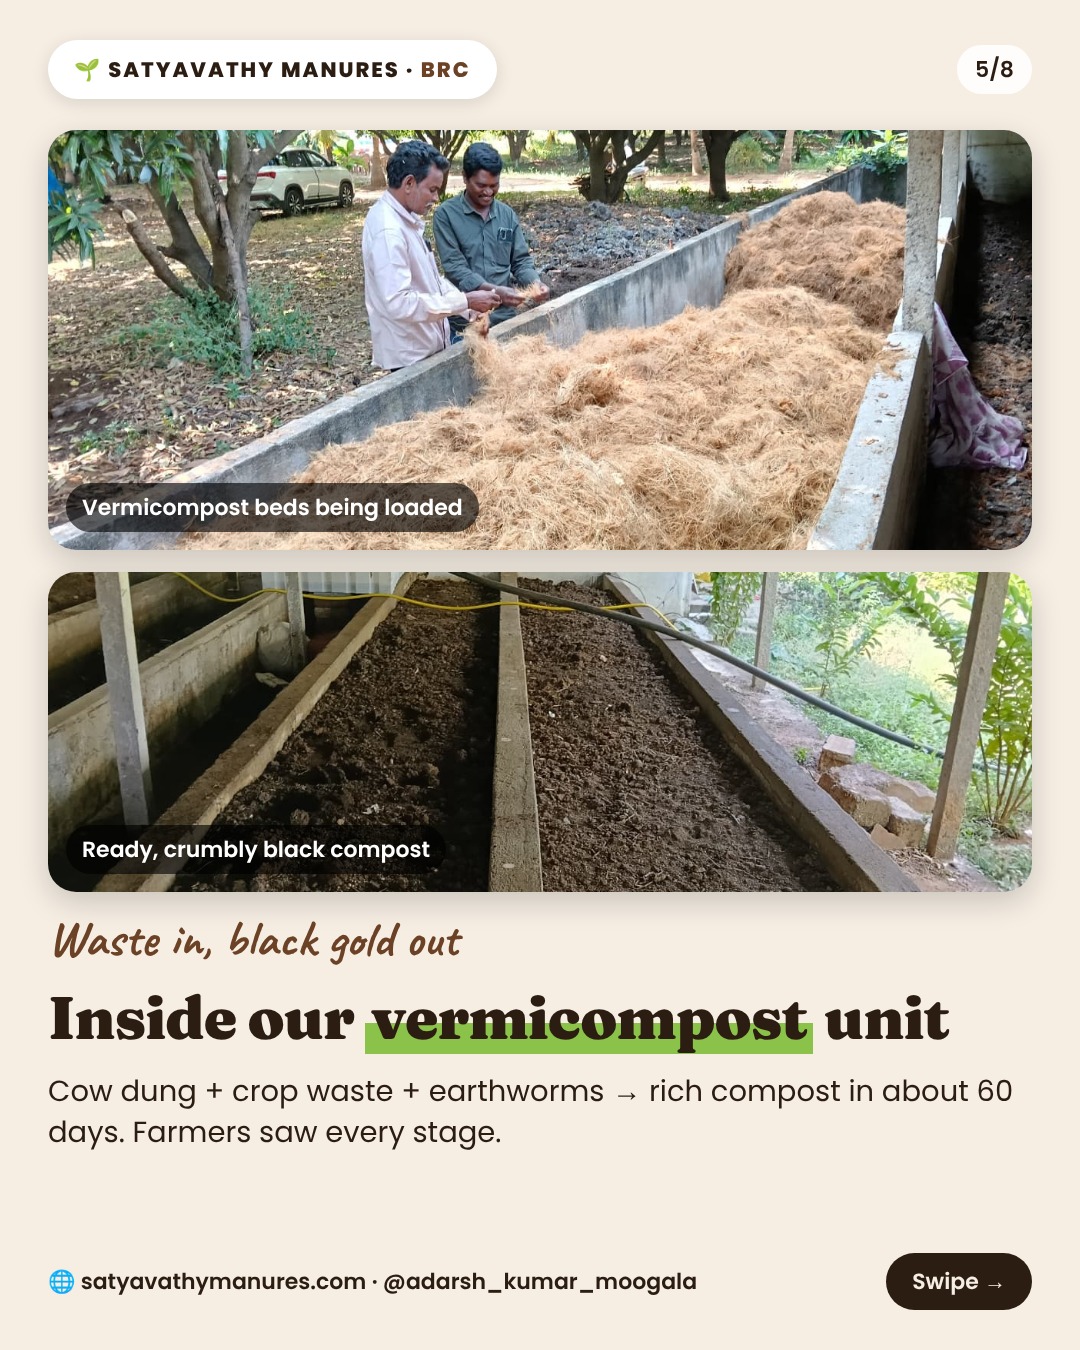 🌱 SATYAVATHY MANURES · BRC
5/8
Vermicompost beds being loaded
Ready, crumbly black compost
Waste in, black gold out
Inside our vermicompost unit
Cow dung + crop waste + earthworms → rich compost in about 60
days. Farmers saw every stage.
🌐 satyavathymanures.com · @adarsh_kumar_moogala
Swipe →